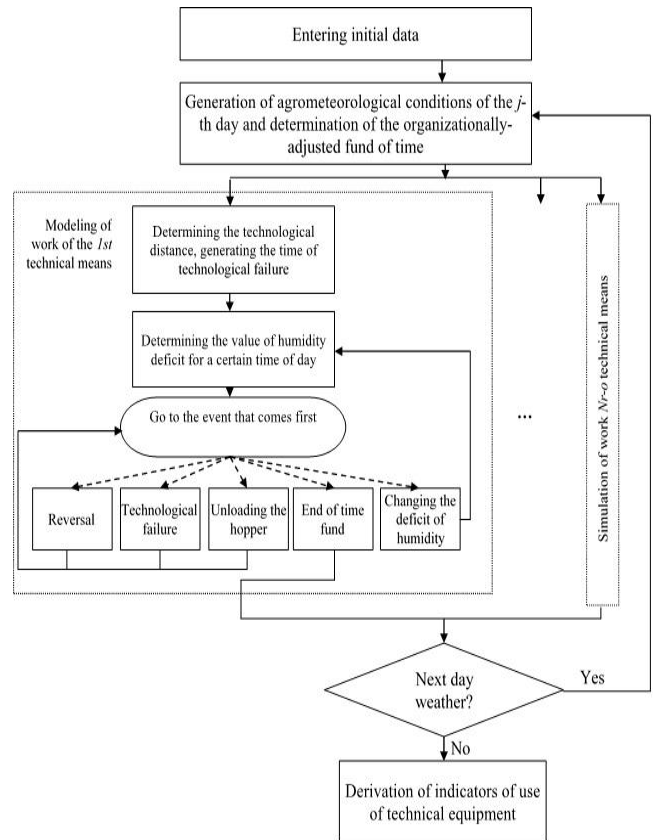 Entering initial data
Generation of agrometeorological conditions of the j-
th day and determination of the organizationally-
adjusted fund of time
Modeling of
work of the 1st
technical means
Determining the technological
distance, generating the time of
technological failure
Determining the value of humidity
deficit for a certain time of day
Go to the event that comes first
Reversal
Technological
failure
Unloading the
hopper
End of time
fund
Changing the
deficit of
humidity
...
Simulation of work Nr-o technical means
Next day
weather?
Yes
No
Derivation of indicators of use
of technical equipment